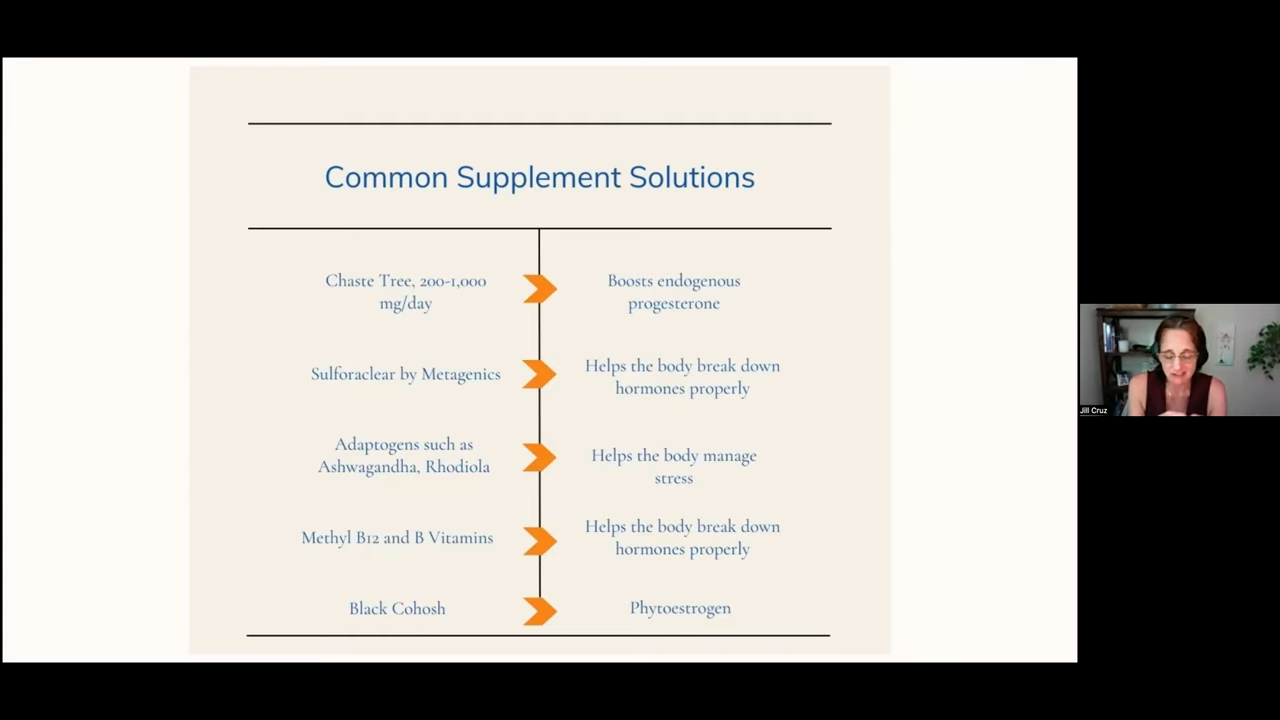 Common Supplement Solutions
Chaste Tree, 200-1,000
mg/day
Boosts endogenous
progesterone
Sulforaclear by Metagenics
Helps the body break down
hormones properly
Adaptogens such as
Ashwagandha, Rhodiola
Helps the body manage
stress
Methyl B12 and B Vitamins
Helps the body break down
hormones properly
Black Cohosh
Phytoestrogen
Jill Cruz